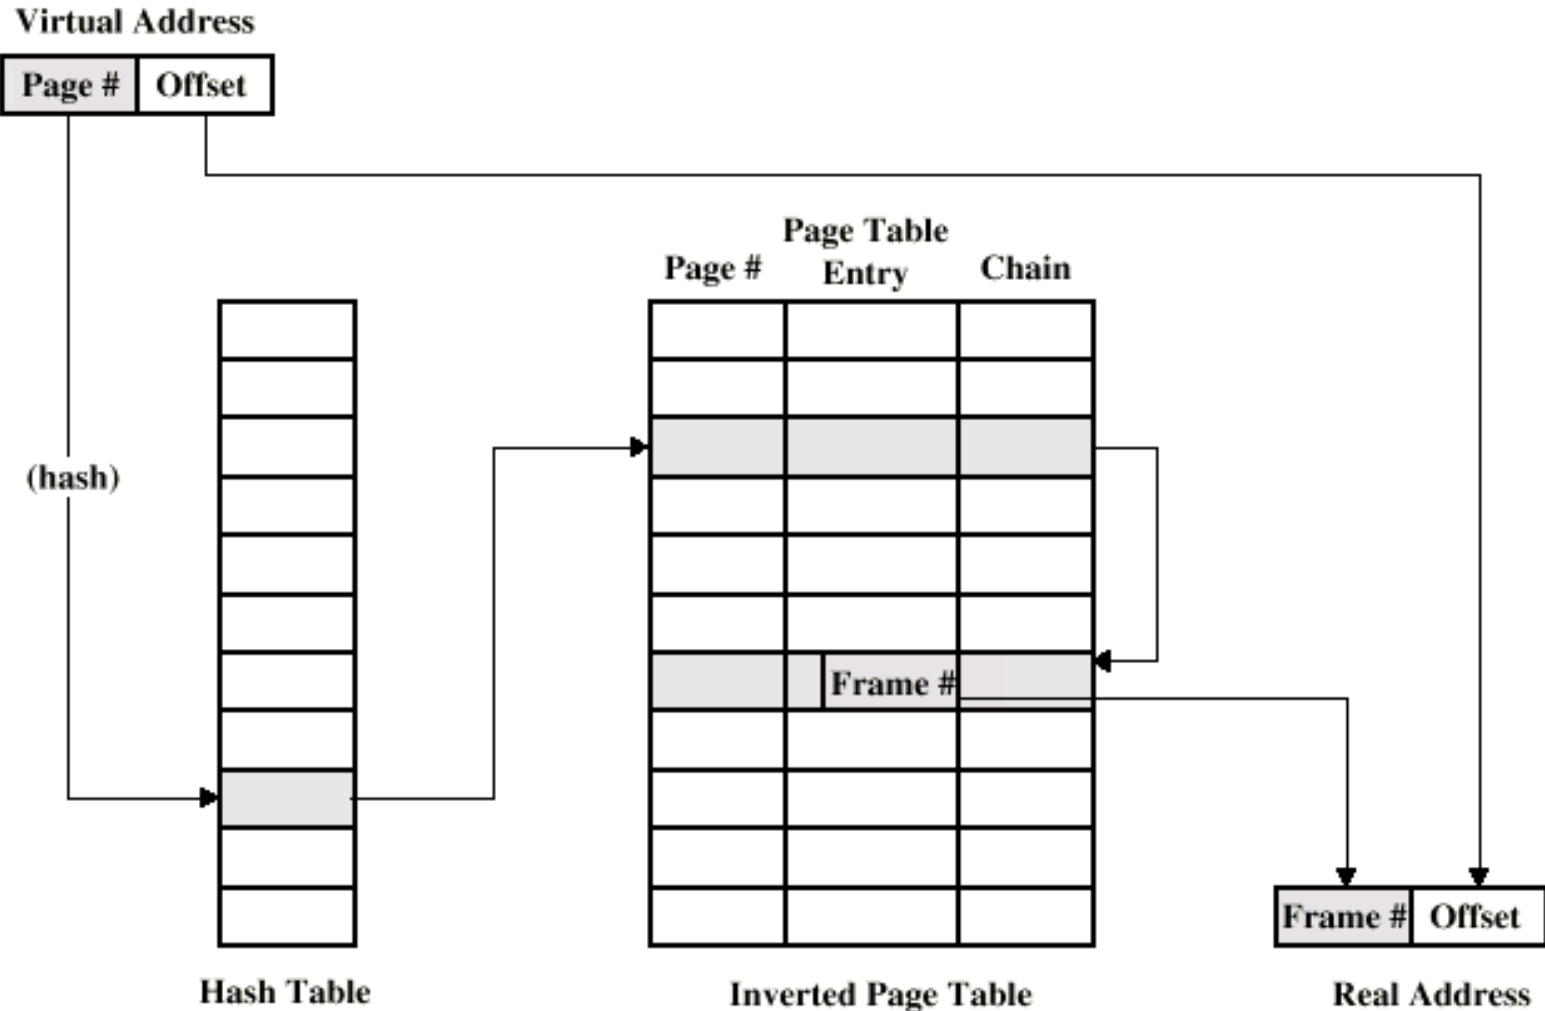 Virtual Address
Page # Offset
Page Table
Page # Entry Chain
(hash)
Frame #
Frame # Offset
Hash Table Inverted Page Table Real Address